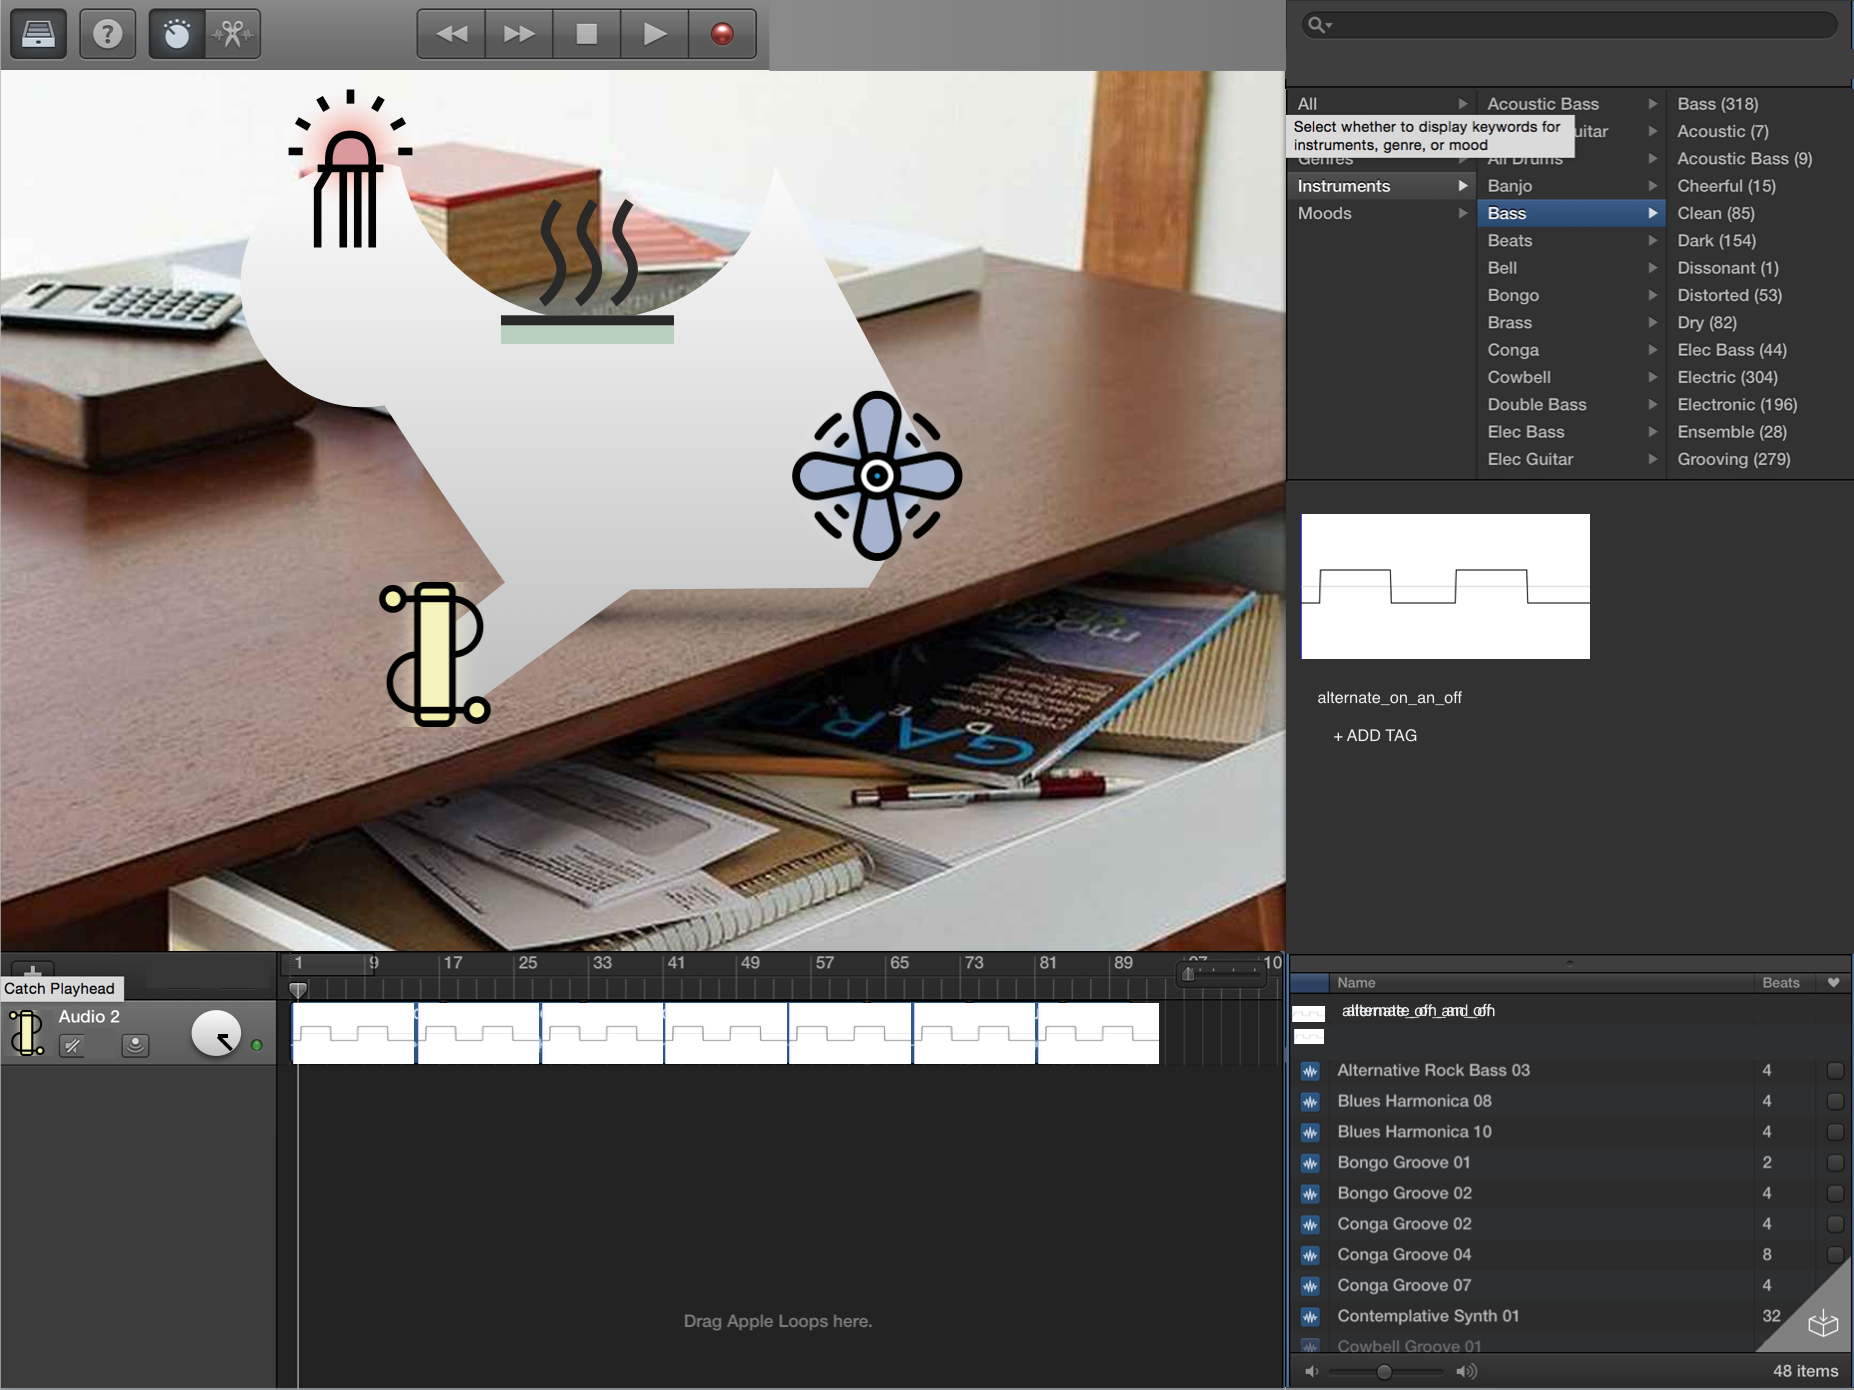 All
Acoustic Bass
Bass (318)
Select whether to display keywords for
instruments, genre, or mood
uitar
Acoustic (7)
Genres
All Drums
Acoustic Bass (9)
Instruments
Banjo
Cheerful (15)
Moods
Bass
Clean (85)
Beats
Dark (154)
Bell
Dissonant (1)
Bongo
Distorted (53)
Brass
Dry (82)
Conga
Elec Bass (44)
Cowbell
Electric (304)
Double Bass
Electronic (196)
Elec Bass
Ensemble (28)
Elec Guitar
Grooving (279)
alternate_on_an_off
+ ADD TAG
1 9 17 25 33 41 49 57 65 73 81 89 97 10
Catch Playhead
Audio 2
Drag Apple Loops here.
Name Beats
Alternative Rock Bass 03 4
Blues Harmonica 08 4
Blues Harmonica 10 4
Bongo Groove 01 2
Bongo Groove 02 4
Conga Groove 02 4
Conga Groove 04 8
Conga Groove 07 4
Contemplative Synth 01 32
Cowbell Groove 01
48 items